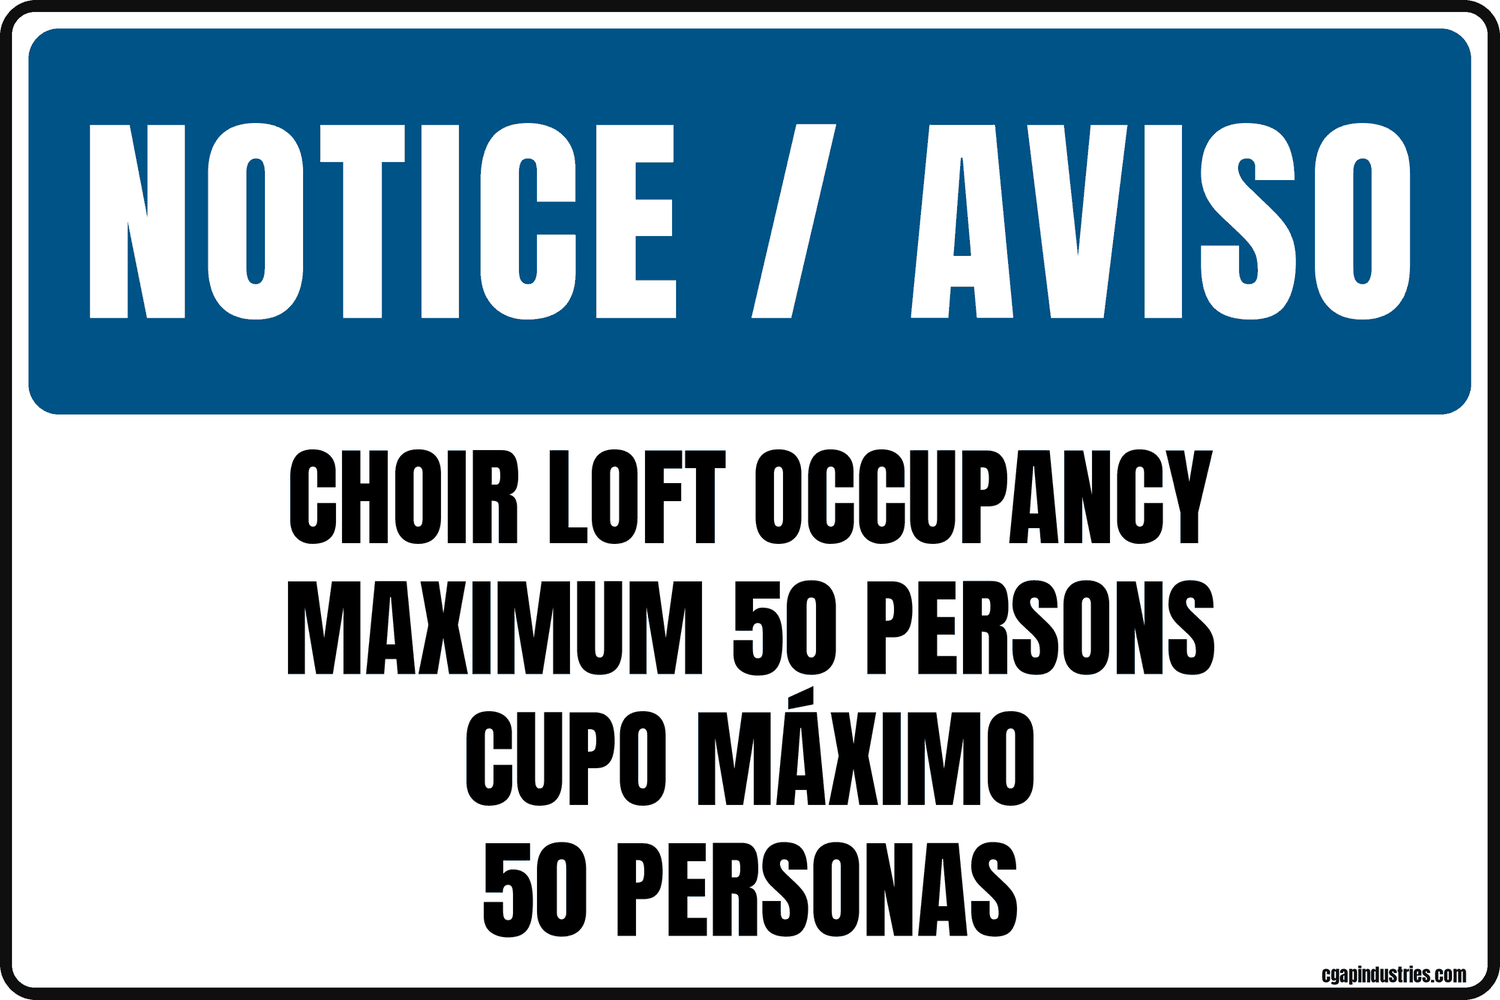 NOTICE / AVISO
CHOIR LOFT OCCUPANCY
MAXIMUM 50 PERSONS
CUPO MÁXIMO
50 PERSONAS
cgapindustries.com